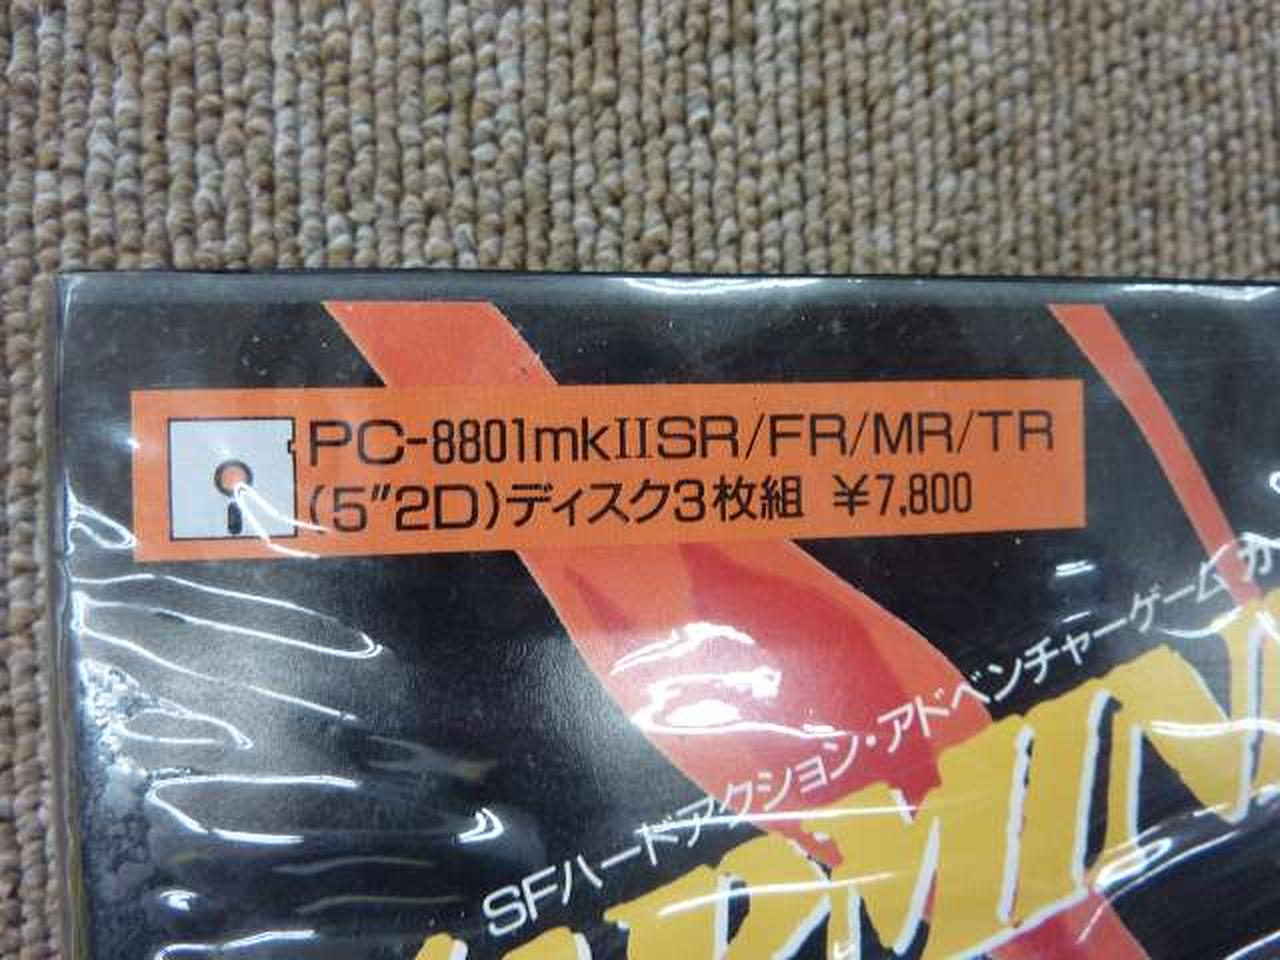 PC-8801mkIISR/FR/MR/TR
(5″2D)ディスク3枚組 ¥7,800
SFハードアクション・アドベンチャーゲーム